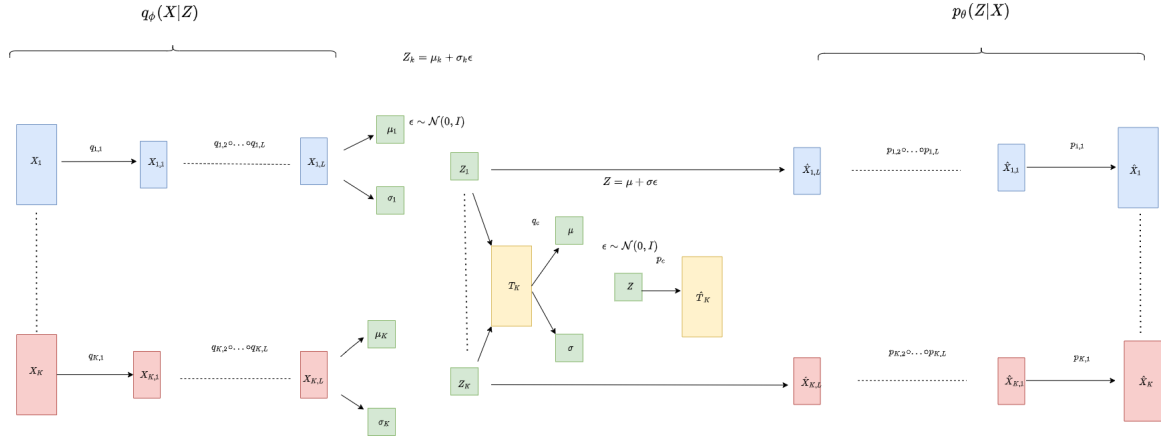 q_ϕ(X|Z)
p_θ(Z|X)
Z_k = μ_k + σ_k ϵ
X_1
q_{1,1}
X_{1,1}
q_{1,2}∘…∘q_{1,L}
X_{1,L}
μ_1
ϵ ∼ N(0, I)
σ_1
Z_1
Z = μ + σϵ
X̂_{1,L}
p_{1,2}∘…∘p_{1,L}
X̂_{1,1}
p_{1,1}
X̂_1
q_c
μ
ϵ ∼ N(0, I)
p_c
T_K
Z
T̂_K
σ
X_K
q_{K,1}
X_{K,1}
q_{K,2}∘…∘q_{K,L}
X_{K,L}
μ_K
σ_K
Z_K
X̂_{K,L}
p_{K,2}∘…∘p_{K,L}
X̂_{K,1}
p_{K,1}
X̂_K